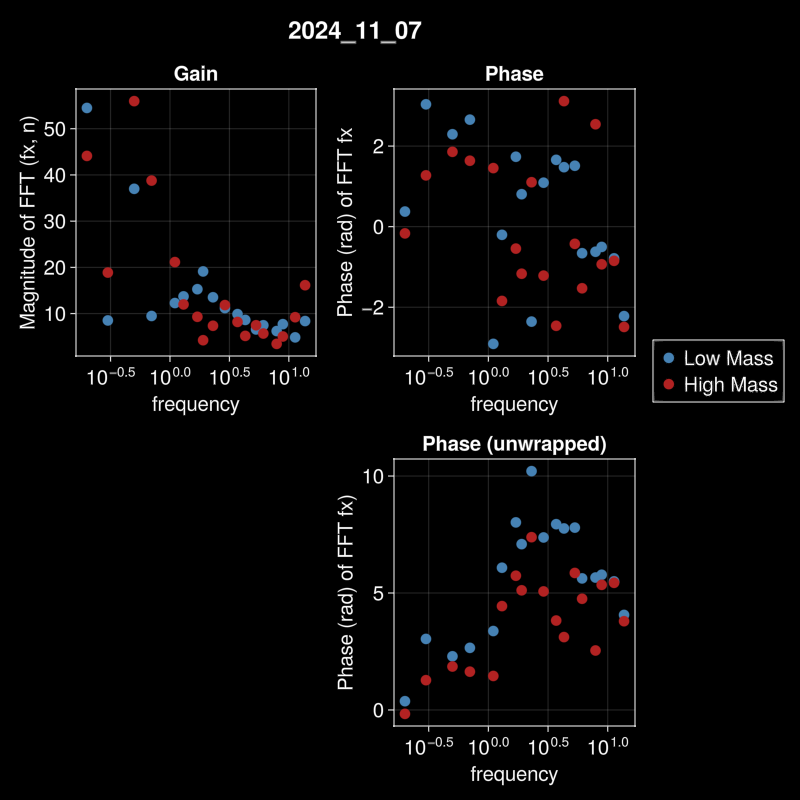 2024_11_07
Gain
Magnitude of FFT (fx, n)
50
40
30
20
10
10^−0.5 10^0.0 10^0.5 10^1.0
frequency
Phase
Phase (rad) of FFT fx
2
0
−2
10^−0.5 10^0.0 10^0.5 10^1.0
frequency
Low Mass
High Mass
Phase (unwrapped)
Phase (rad) of FFT fx)
10
5
0
10^−0.5 10^0.0 10^0.5 10^1.0
frequency